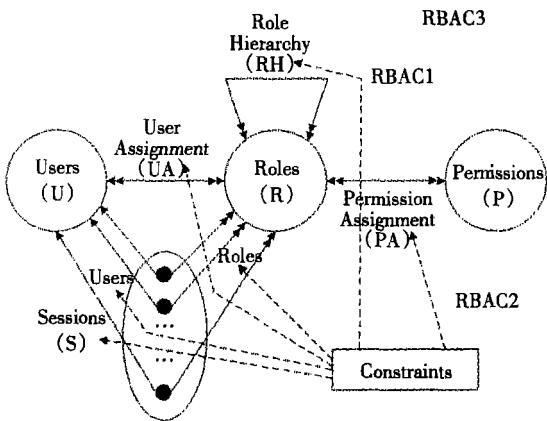 RBAC3
Role
Hierarchy
(RH)
RBAC1
User
Assignment
(UA)
Users
(U)
Roles
(R)
Permissions
(P)
Permission
Assignment
(PA)
Users
Roles
Sessions
(S)
...
...
RBAC2
Constraints